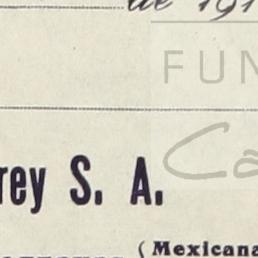 de 191
FUN
Ca
rey S. A.
(Mexicana